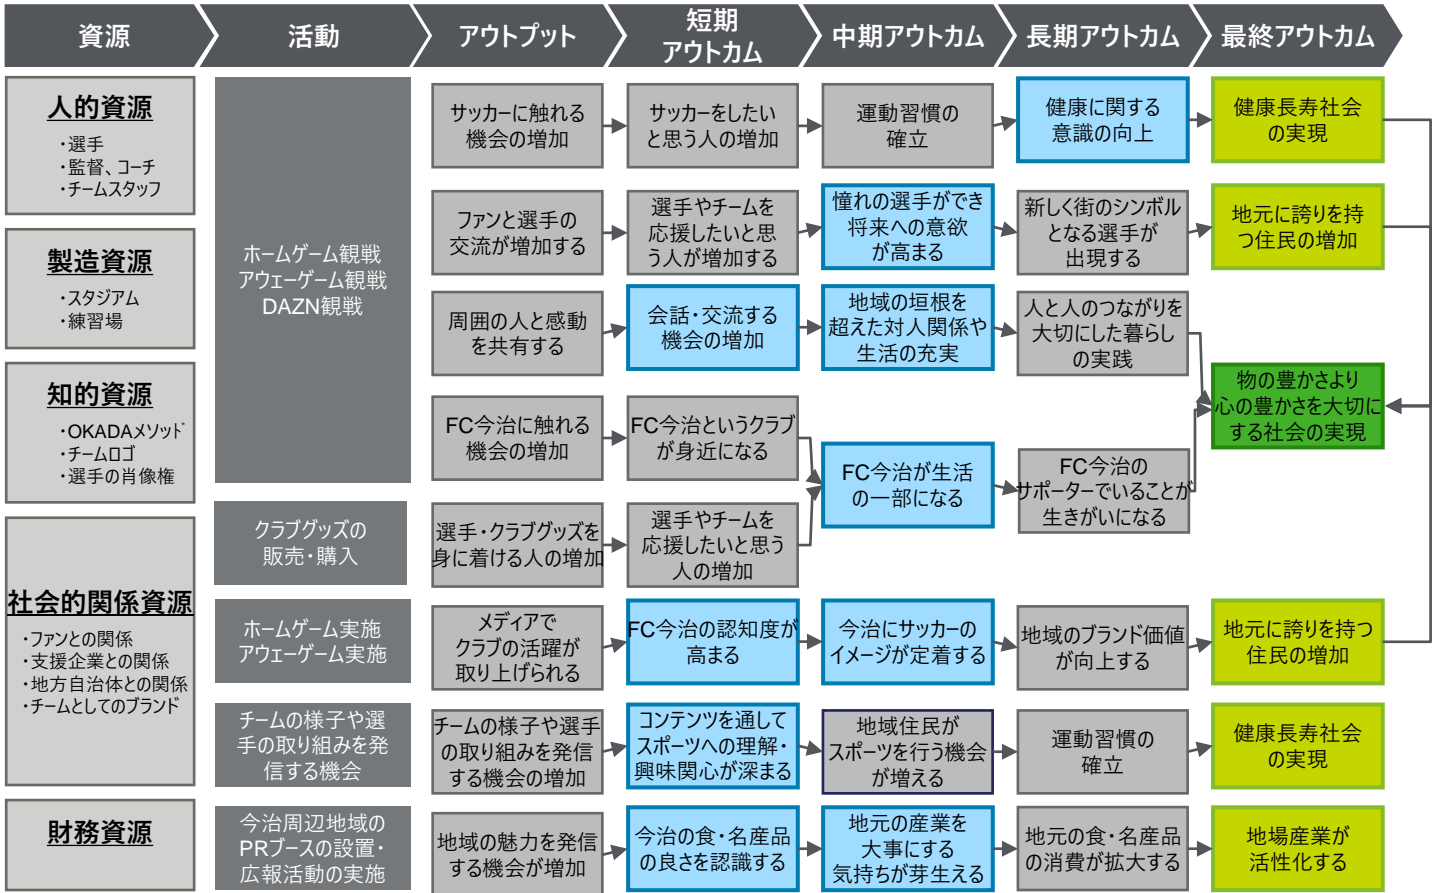 資源
活動
アウトプット
短期
アウトカム
中期アウトカム
長期アウトカム
最終アウトカム
人的資源
・選手
・監督、コーチ
・チームスタッフ
製造資源
・スタジアム
・練習場
知的資源
・OKADAメソッド
・チームロゴ
・選手の肖像権
社会的関係資源
・ファンとの関係
・支援企業との関係
・地方自治体との関係
・チームとしてのブランド
財務資源
ホームゲーム観戦
アウェーゲーム観戦
DAZN観戦
クラブグッズの
販売・購入
ホームゲーム実施
アウェーゲーム実施
チームの様子や選
手の取り組みを発
信する機会
今治周辺地域の
PRブースの設置・
広報活動の実施
サッカーに触れる
機会の増加
サッカーをしたい
と思う人の増加
運動習慣の
確立
健康に関する
意識の向上
健康長寿社会
の実現
ファンと選手の
交流が増加する
選手やチームを
応援したいと思
う人が増加する
憧れの選手ができ
将来への意欲
が高まる
新しく街のシンボル
となる選手が
出現する
地元に誇りを持
つ住民の増加
周囲の人と感動
を共有する
会話・交流する
機会の増加
地域の垣根を
超えた対人関係や
生活の充実
人と人のつながりを
大切にした暮らし
の実践
物の豊かさより
心の豊かさを大切に
する社会の実現
FC今治に触れる
機会の増加
FC今治というクラブ
が身近になる
FC今治が生活
の一部になる
FC今治の
サポーターでいることが
生きがいになる
選手・クラブグッズを
身に着ける人の増加
選手やチームを
応援したいと思う
人の増加
メディアで
クラブの活躍が
取り上げられる
FC今治の認知度が
高まる
今治にサッカーの
イメージが定着する
地域のブランド価値
が向上する
地元に誇りを持つ
住民の増加
チームの様子や選手
の取り組みを発信
する機会の増加
コンテンツを通して
スポーツへの理解・
興味関心が深まる
地域住民が
スポーツを行う機会
が増える
運動習慣の
確立
健康長寿社会
の実現
地域の魅力を発信
する機会が増加
今治の食・名産品
の良さを認識する
地元の産業を
大事にする
気持ちが芽生える
地元の食・名産品
の消費が拡大する
地場産業が
活性化する